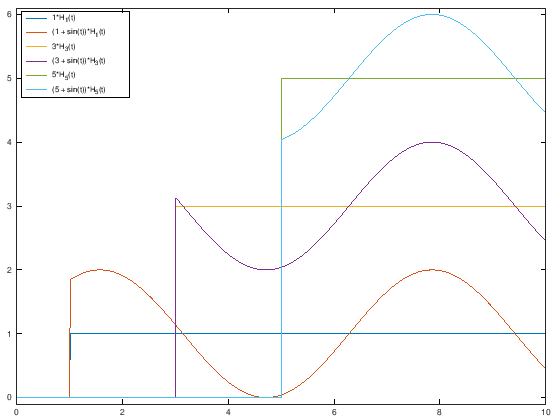 6
5
4
3
2
1
0
1*H₁(t)
(1+sin(t))*H₁(t)
3*H₃(t)
(3+sin(t))*H₃(t)
5*H₅(t)
(5+sin(t))*H₅(t)
0 2 4 6 8 10